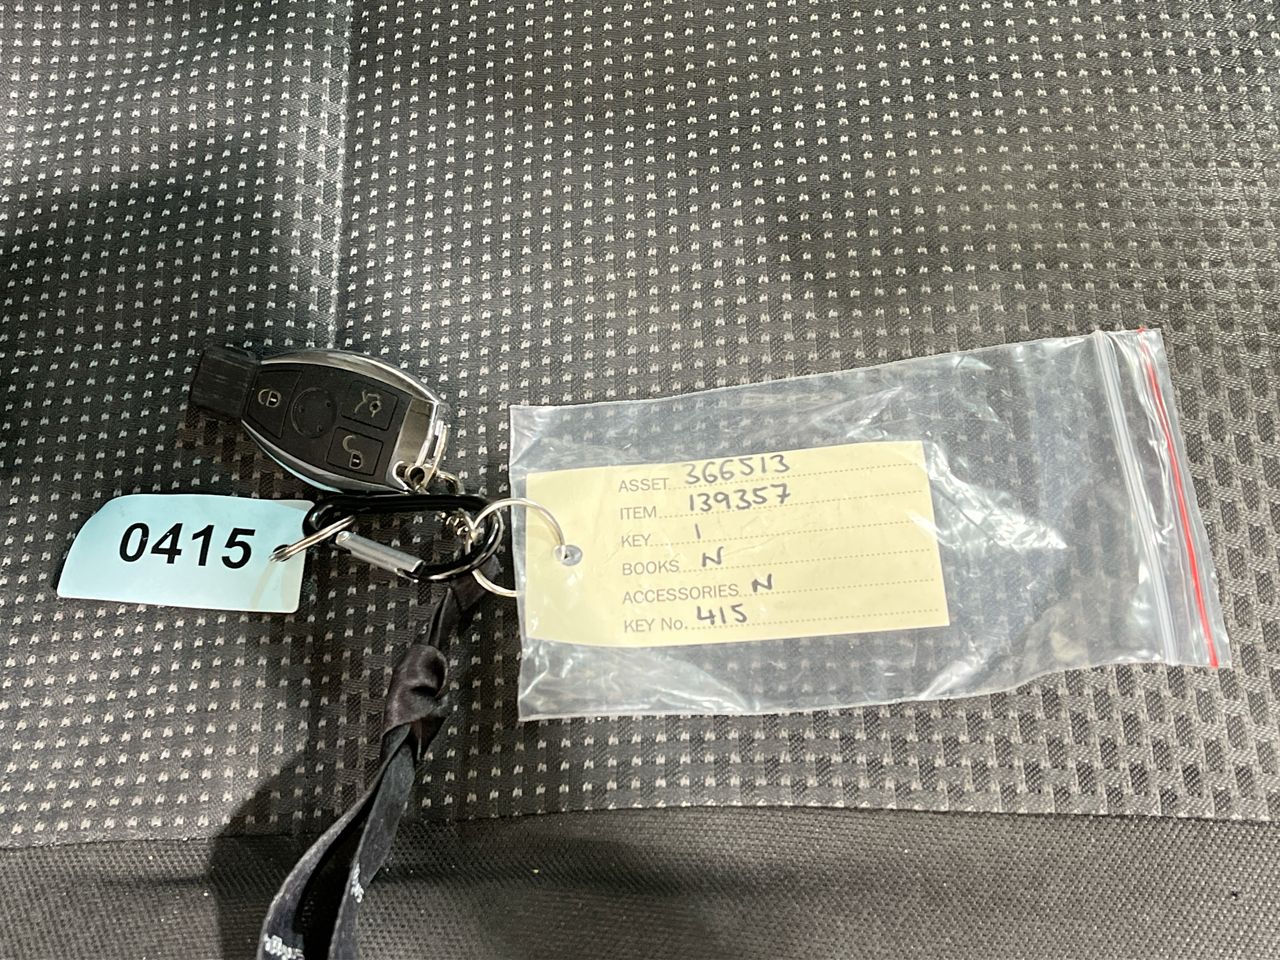 0415
ASSET 366513
ITEM 139357
KEY 1
BOOKS N
ACCESSORIES N
KEY No. 415